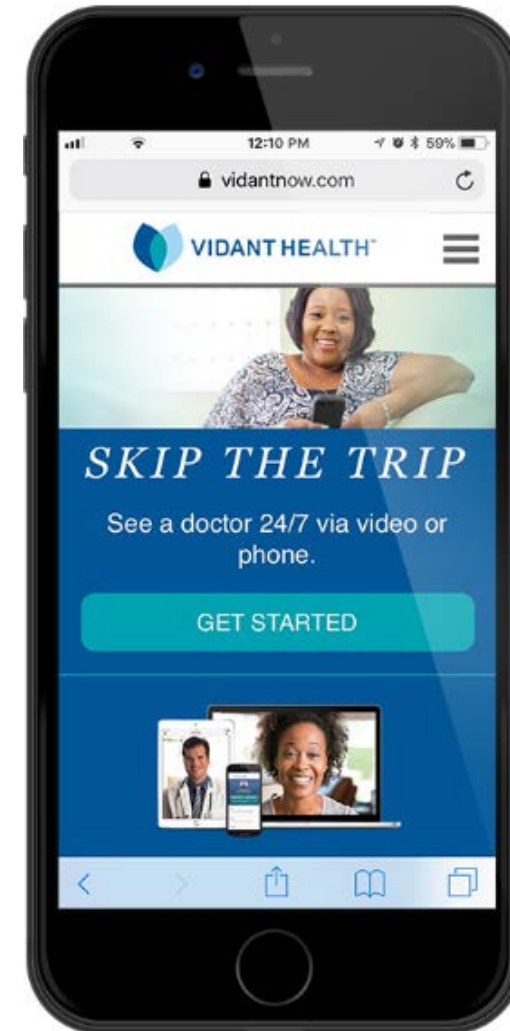 12:10 PM
59%
vidantnow.com
VIDANT HEALTH™
SKIP THE TRIP
See a doctor 24/7 via video or
phone.
GET STARTED